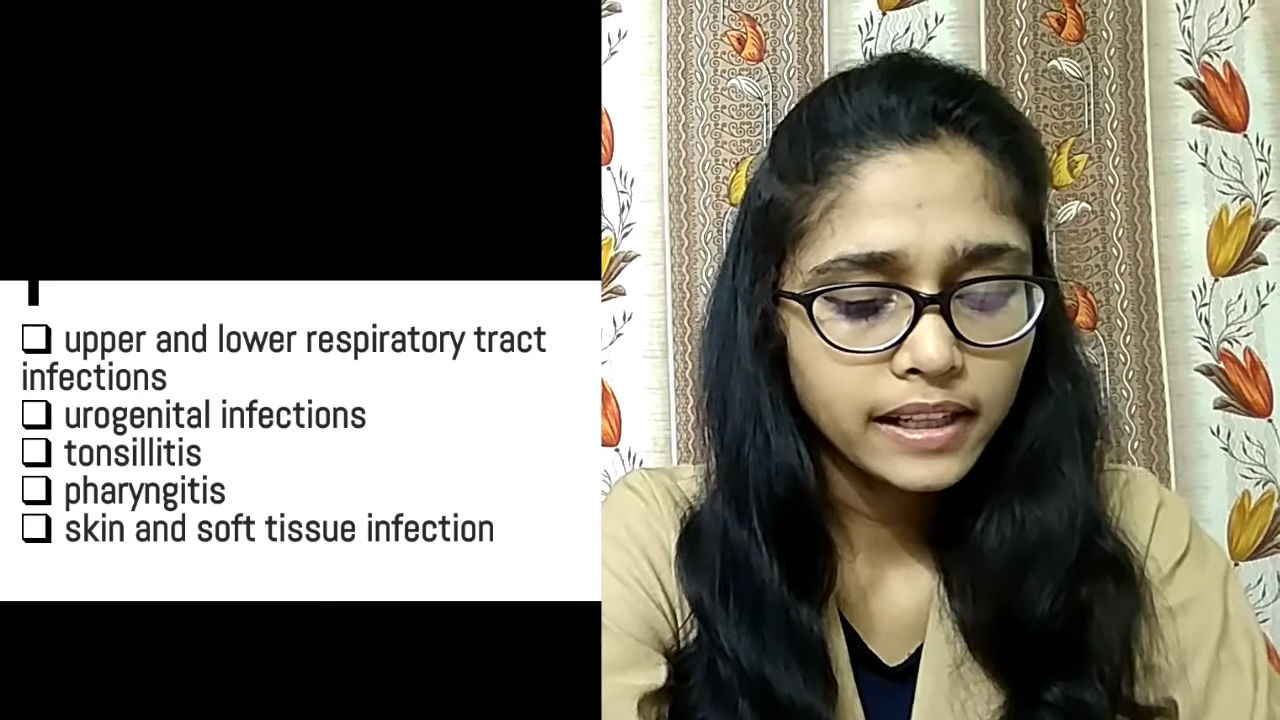 ❑ upper and lower respiratory tract
infections
❑ urogenital infections
❑ tonsillitis
❑ pharyngitis
❑ skin and soft tissue infection